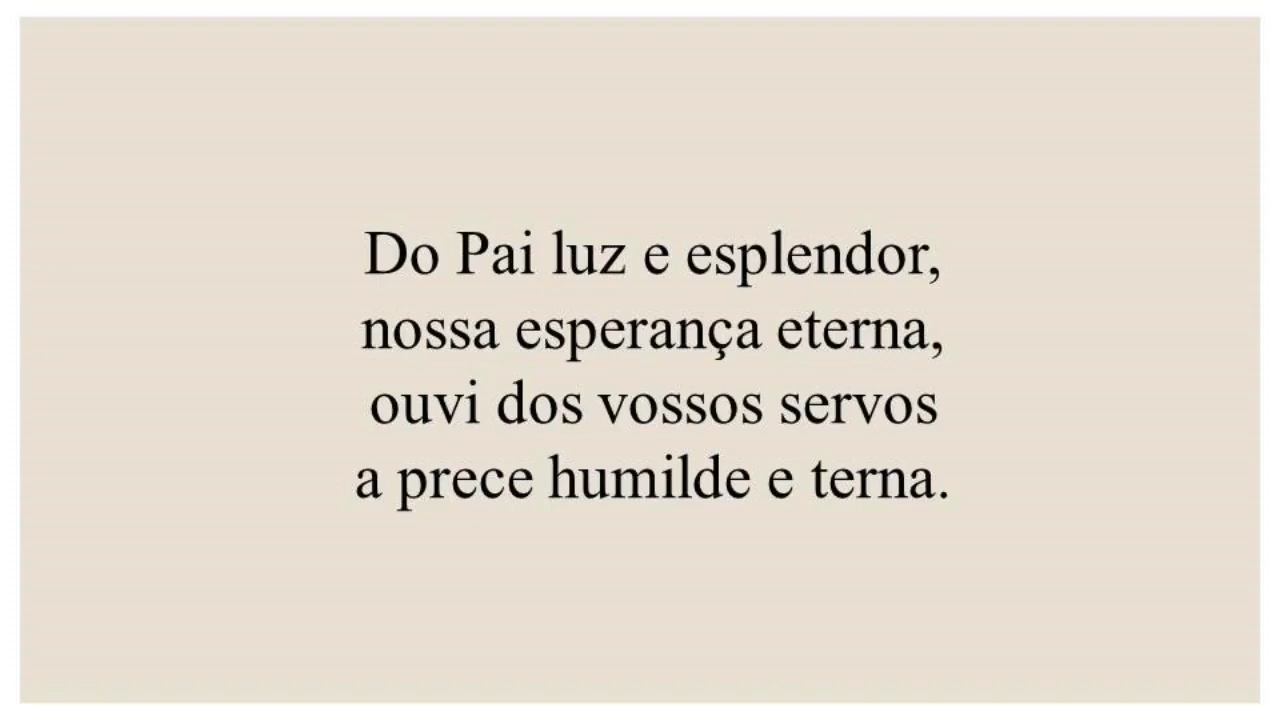 Do Pai luz e esplendor,
nossa esperança eterna,
ouvi dos vossos servos
a prece humilde e terna.